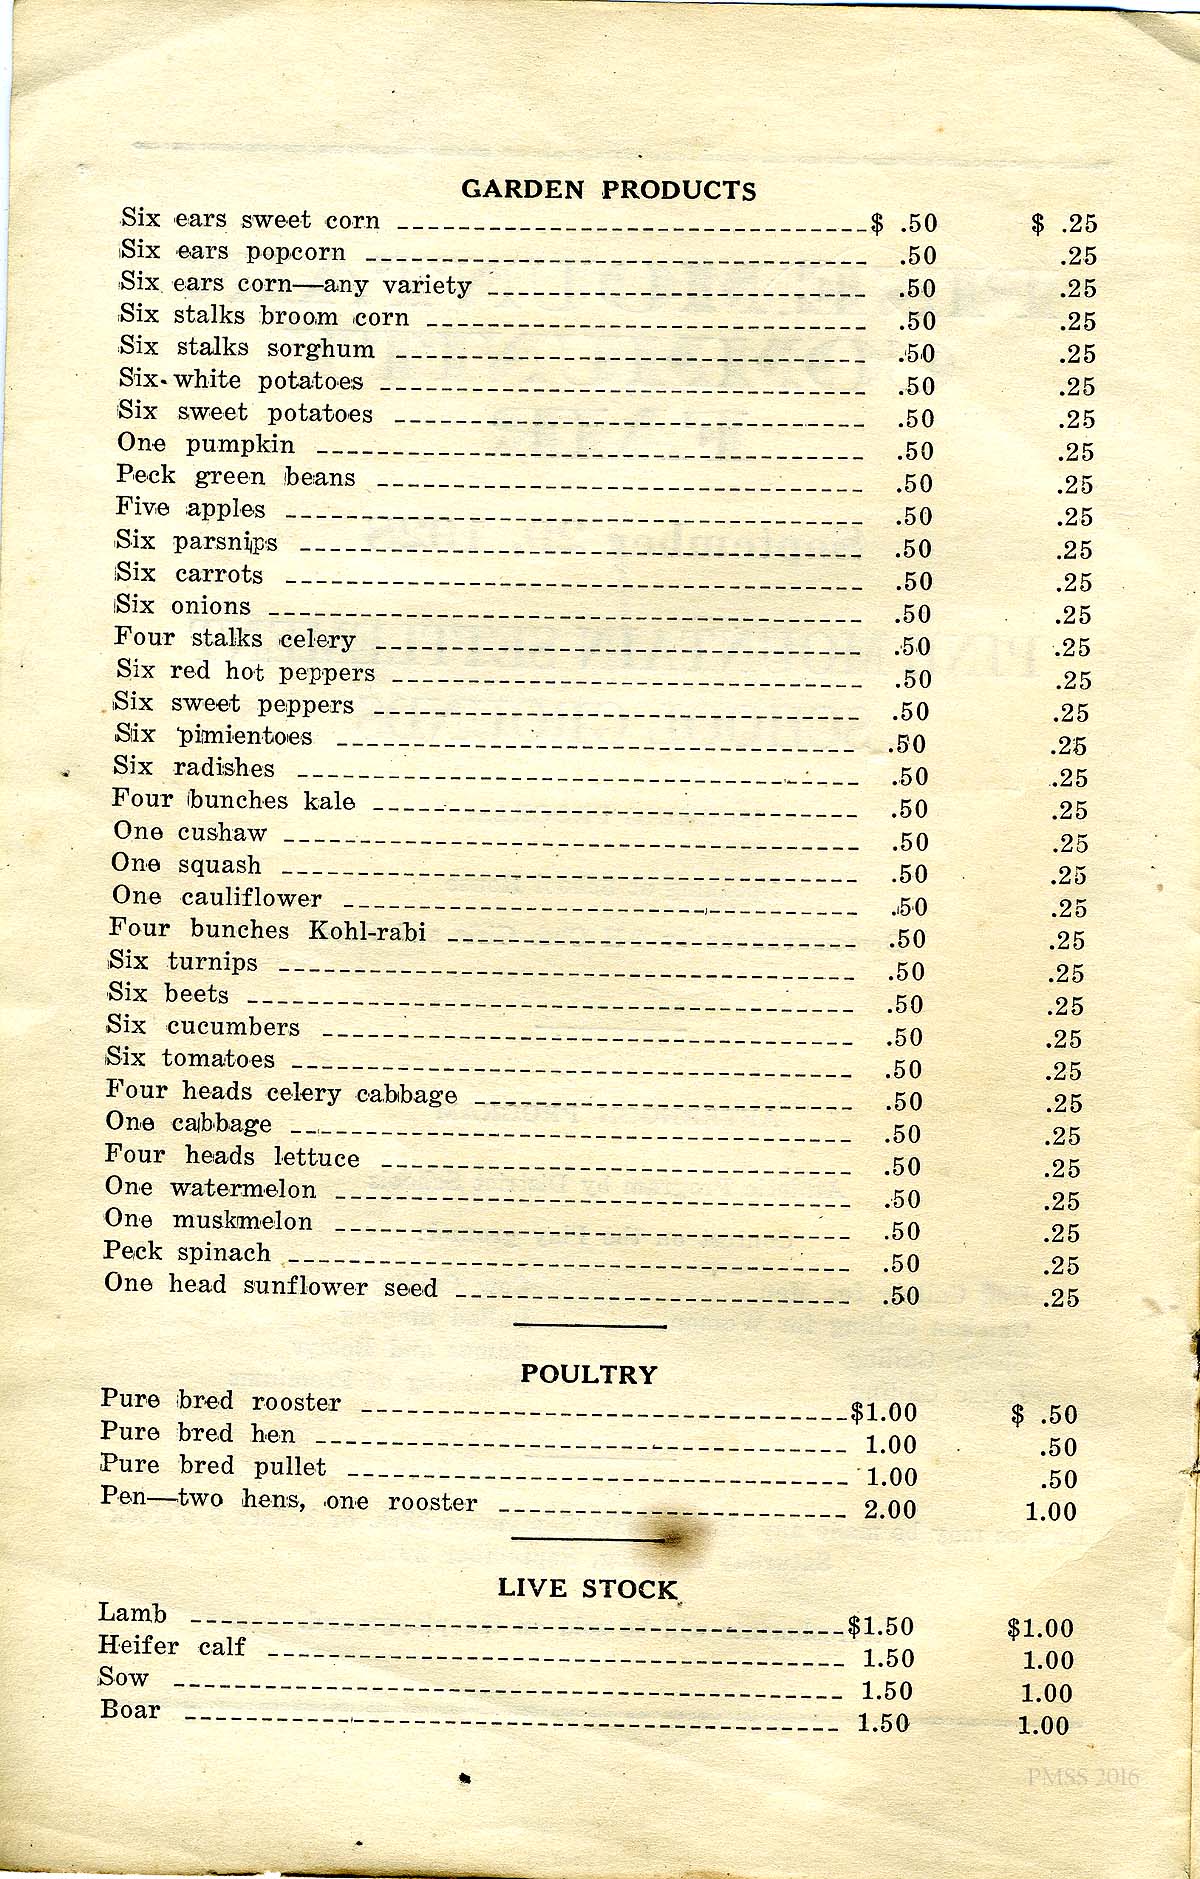 GARDEN PRODUCTS
Six ears sweet corn $ .50 $ .25
Six ears popcorn .50 .25
Six ears corn—any variety .50 .25
Six stalks broom corn .50 .25
Six stalks sorghum .50 .25
Six white potatoes .50 .25
Six sweet potatoes .50 .25
One pumpkin .50 .25
Peck green beans .50 .25
Five apples .50 .25
Six parsnips .50 .25
Six carrots .50 .25
Six onions .50 .25
Four stalks celery .50 .25
Six red hot peppers .50 .25
Six sweet peppers .50 .25
Six pimientoes .50 .25
Six radishes .50 .25
Four bunches kale .50 .25
One cushaw .50 .25
One squash .50 .25
One cauliflower .50 .25
Four bunches Kohl-rabi .50 .25
Six turnips .50 .25
Six beets .50 .25
Six cucumbers .50 .25
Six tomatoes .50 .25
Four heads celery cabbage .50 .25
One cabbage .50 .25
Four heads lettuce .50 .25
One watermelon .50 .25
One muskmelon .50 .25
Peck spinach .50 .25
One head sunflower seed .50 .25
POULTRY
Pure bred rooster $1.00 $ .50
Pure bred hen 1.00 .50
Pure bred pullet 1.00 .50
Pen—two hens, one rooster 2.00 1.00
LIVE STOCK
Lamb $1.50 $1.00
Heifer calf 1.50 1.00
Sow 1.50 1.00
Boar 1.50 1.00
PMSS 2016